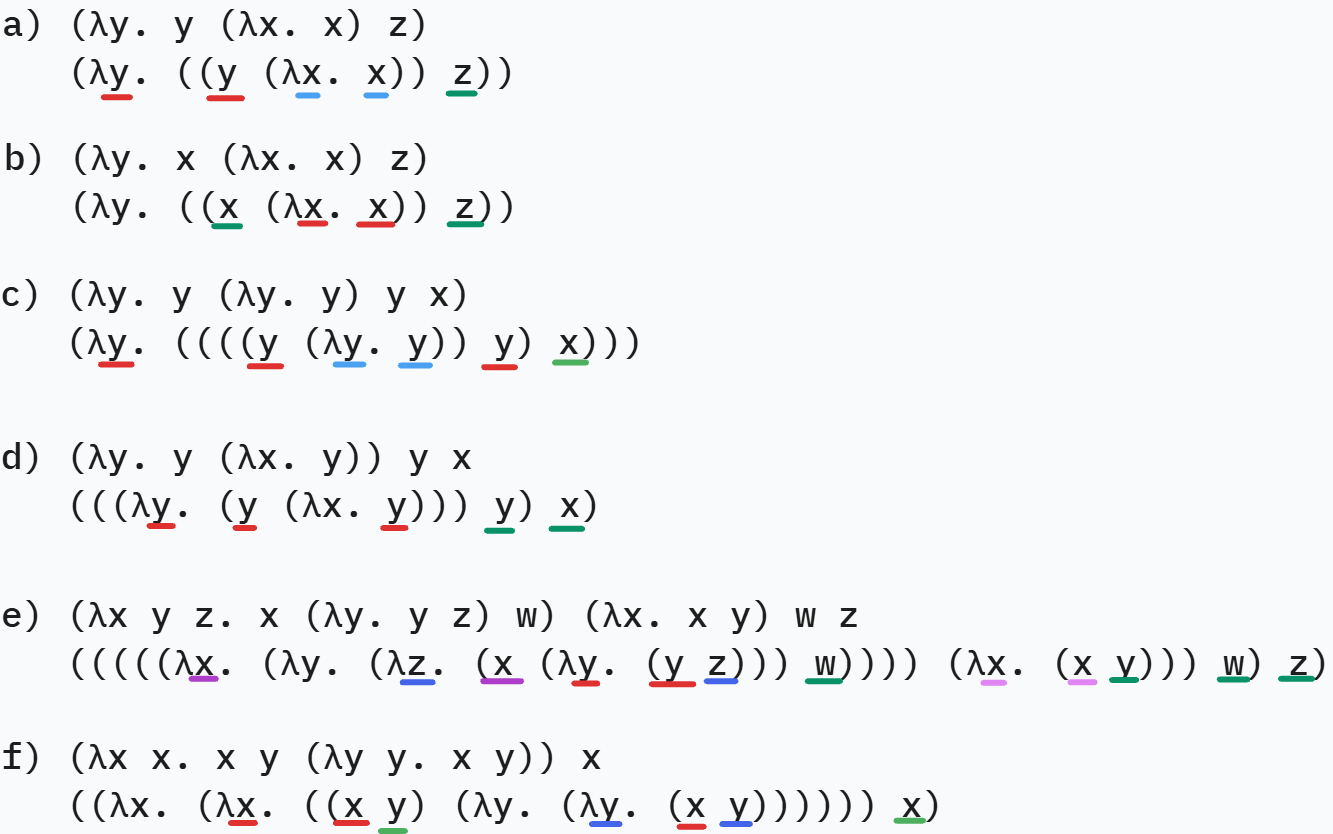 a) (λy. y (λx. x) z)
(λy. ((y (λx. x)) z))
b) (λy. x (λx. x) z)
(λy. ((x (λx. x)) z))
c) (λy. y (λy. y) y x)
(λy. ((((y (λy. y)) y) x)))
d) (λy. y (λx. y)) y x
(((λy. (y (λx. y))) y) x)
e) (λx y z. x (λy. y z) w) (λx. x y) w z
(((((λx. (λy. (λz. (x (λy. (y z))) w)))) (λx. (x y))) w) z)
f) (λx x. x y (λy y. x y)) x
((λx. (λx. ((x y) (λy. (λy. (x y)))))) x)